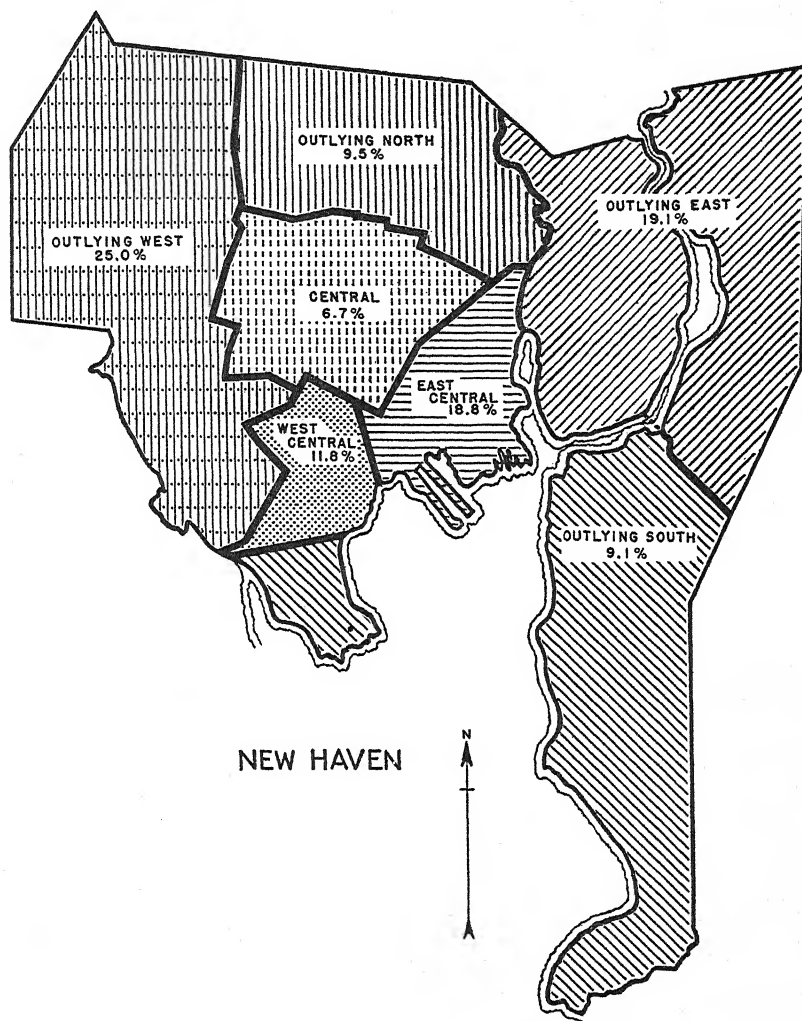 OUTLYING NORTH
9.5%
OUTLYING EAST
19.1%
OUTLYING WEST
25.0%
CENTRAL
6.7%
EAST
CENTRAL
18.8%
WEST
CENTRAL
11.8%
OUTLYING SOUTH
9.1%
N
NEW HAVEN